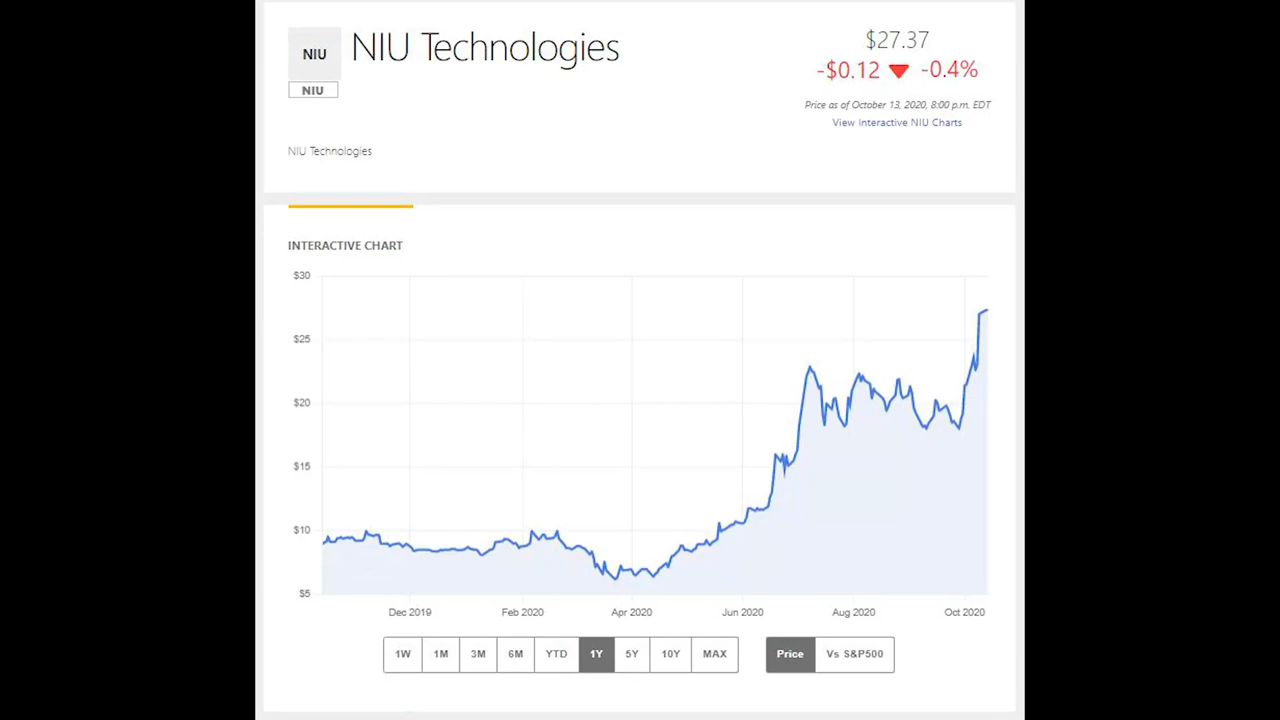 NIU
NIU Technologies
$27.37
-$0.12 ▼ -0.4%
NIU
Price as of October 13, 2020, 8:00 p.m. EDT
View Interactive NIU Charts
NIU Technologies
INTERACTIVE CHART
$30
$25
$20
$15
$10
$5
Dec 2019 Feb 2020 Apr 2020 Jun 2020 Aug 2020 Oct 2020
1W 1M 3M 6M YTD 1Y 5Y 10Y MAX Price Vs S&P500